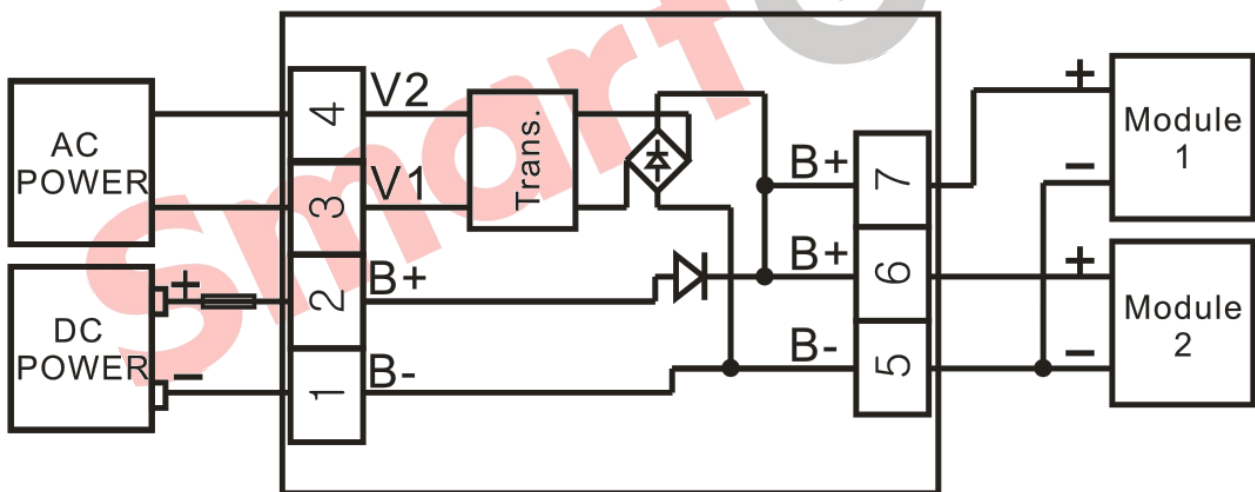 Smart
AC
POWER
DC
POWER
+
-
4
3
2
1
V2
V1
B+
B-
Trans.
B+
B+
B-
7
6
5
+
-
Module
1
+
-
Module
2